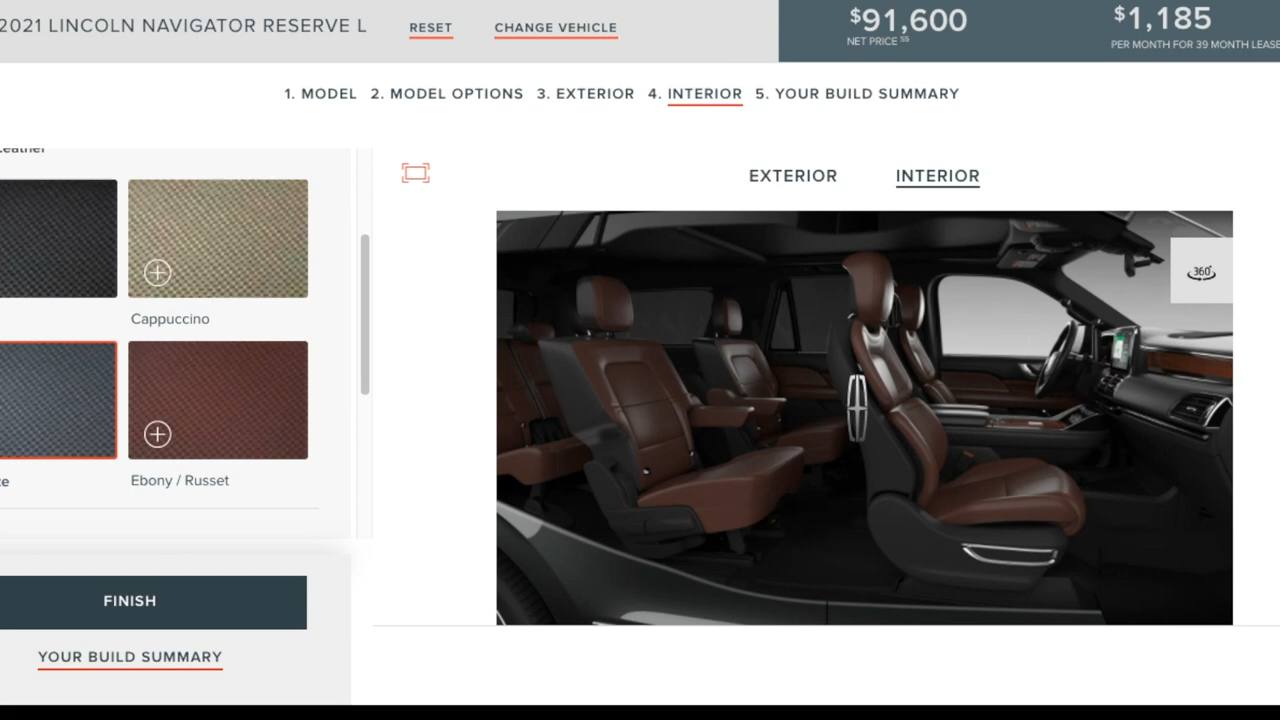 2021 LINCOLN NAVIGATOR RESERVE L
RESET
CHANGE VEHICLE
$91,600
NET PRICE
$1,185
PER MONTH FOR 39 MONTH LEASE
1. MODEL 2. MODEL OPTIONS 3. EXTERIOR 4. INTERIOR 5. YOUR BUILD SUMMARY
Leather
EXTERIOR
INTERIOR
360°
Cappuccino
Ebony / Russet
FINISH
YOUR BUILD SUMMARY